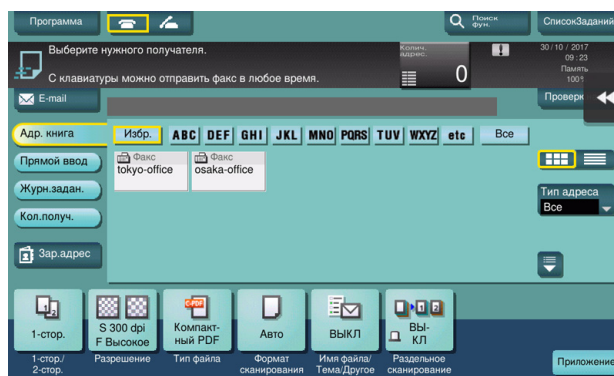 Программа
Поиск
фун.
СписокЗаданий
Выберите нужного получателя.
С клавиатуры можно отправить факс в любое время.
Колич.
адрес.
0
30/10/2017
09:23
Память
100%
E-mail
Проверк
Адр. книга
Избр.
ABC
DEF
GHI
JKL
MNO
PQRS
TUV
WXYZ
etc
Все
Прямой ввод
Факс
tokyo-office
Факс
osaka-office
Журн.задан.
Тип адреса
Все
Кол.получ.
Зар.адрес
1-стор.
S 300 dpi
F Высокое
Компакт-
ный PDF
Авто
ВЫКЛ
ВЫ-
КЛ
1-стор./
2-стор.
Разрешение
Тип файла
Формат
сканирования
Имя файла/
Тема/Другое
Раздельное
сканирование
Приложение